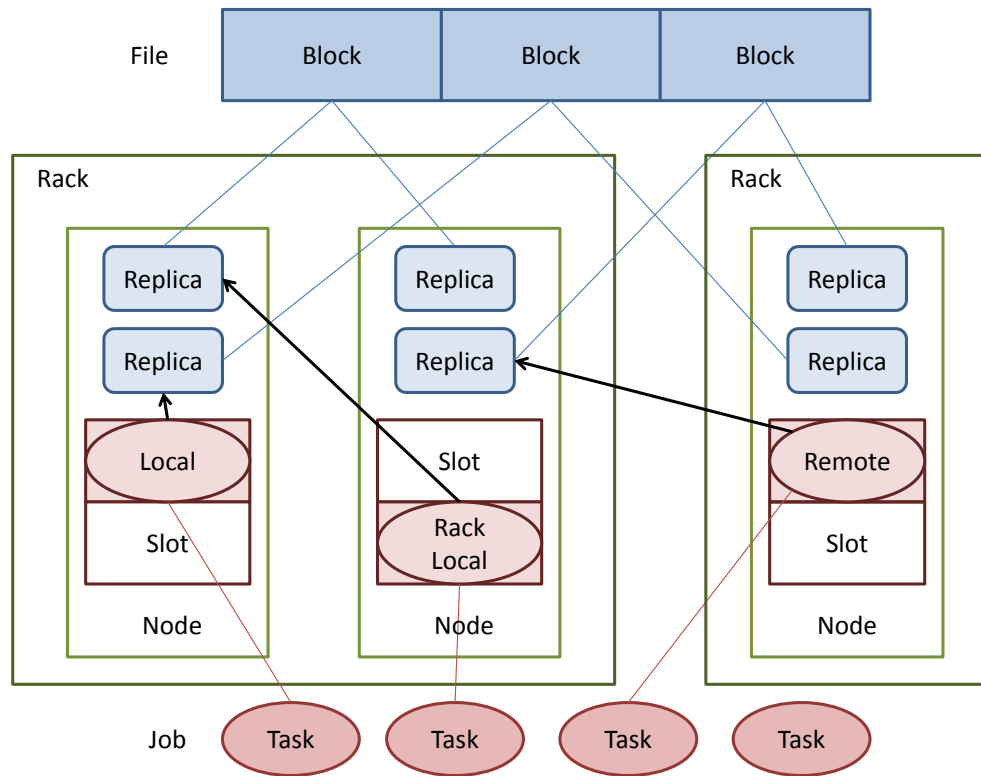 File
Block Block Block
Rack
Rack
Replica Replica Replica
Replica Replica Replica
Local Slot Remote
Slot Rack
Local Slot
Node Node Node
Job Task Task Task Task